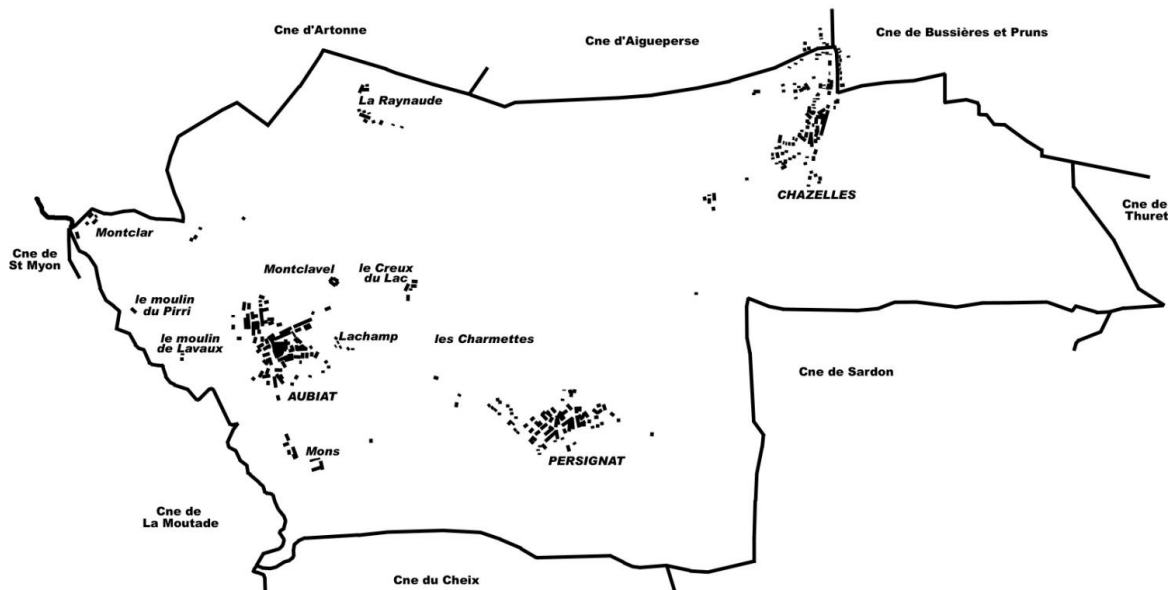 Cne d'Artonne
Cne d'Aigueperse
Cne de Bussières et Pruns
La Raynaude
CHAZELLES
Cne de
Thuret
Montclar
Cne de
St Myon
Montclavel
le Creux
du Lac
le moulin
du Pirri
le moulin
de Lavaux
Lachamp
les Charmettes
Cne de Sardon
AUBIAT
Mons
PERSIGNAT
Cne de
La Moutade
Cne du Cheix